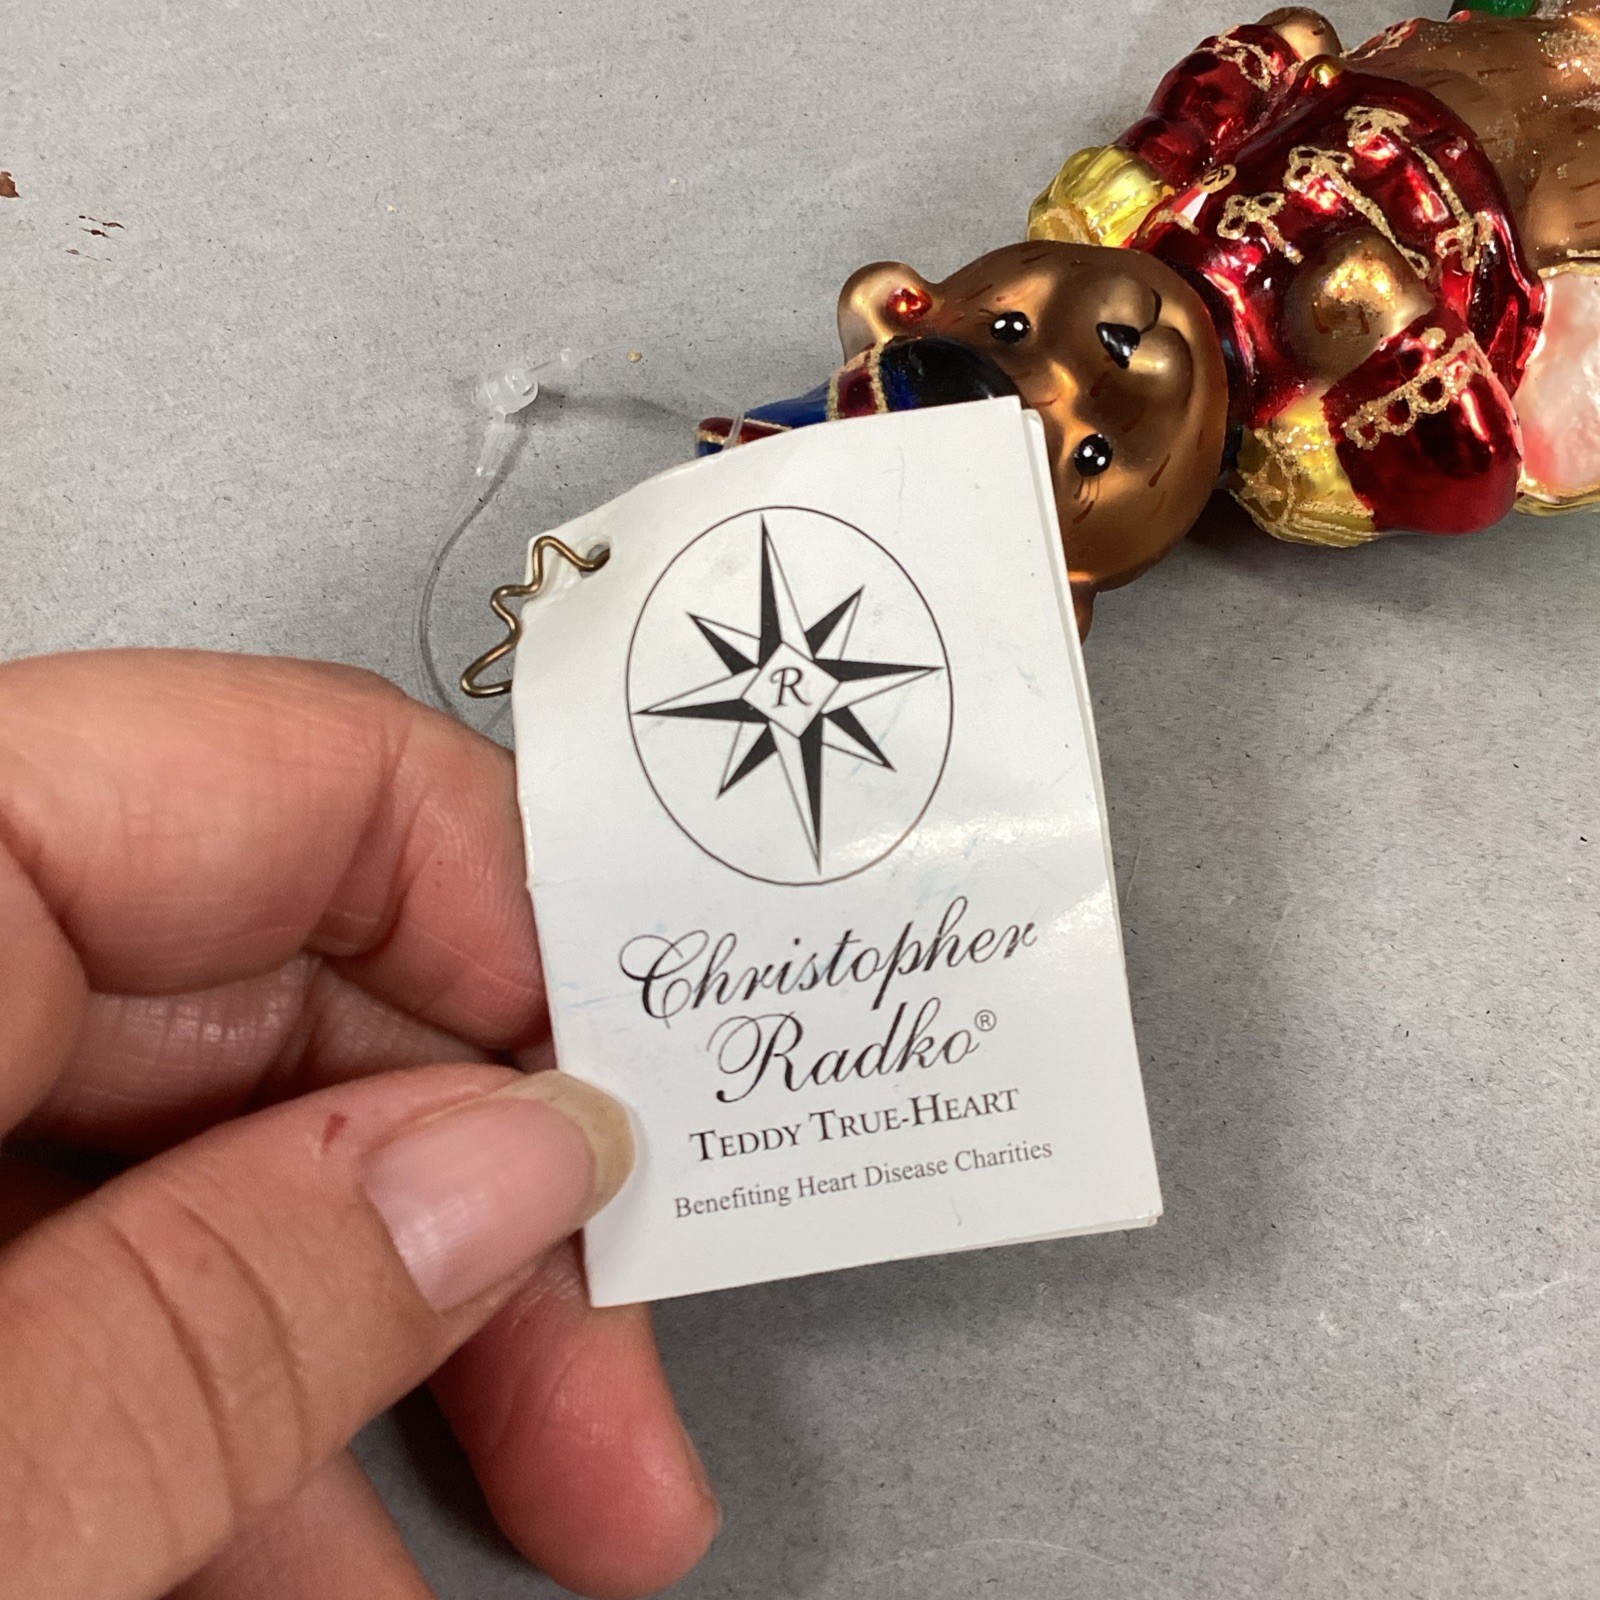 R
Christopher
Radko®
TEDDY TRUE-HEART
Benefiting Heart Disease Charities